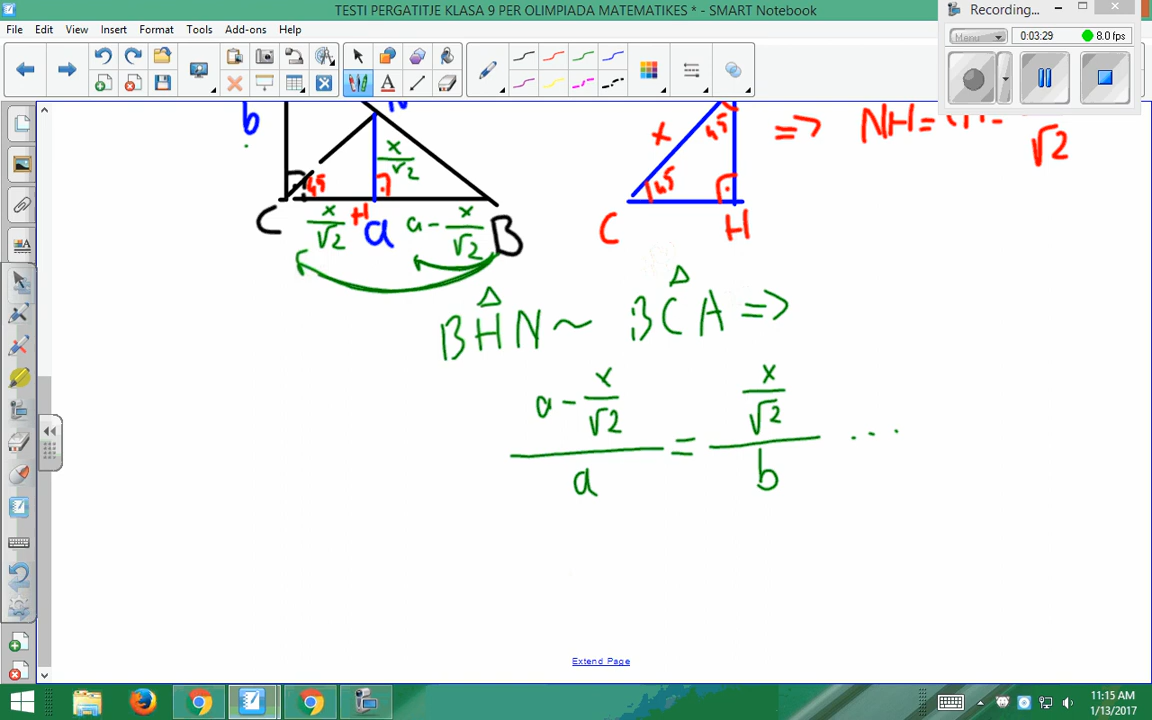 TESTI PERGATITJE KLASA 9 PER OLIMPIADA MATEMATIKES * - SMART Notebook
Recording...
File Edit View Insert Format Tools Add-ons Help
Menu 0:03:29 8.0 fps
b N
x/√2
45
C x/√2 H a a - x/√2 B
x 45
45
C H
=> NH= √2
BHN ~ BCA =>
(a - x/√2)/a = (x/√2)/b ...
Extend Page
11:15 AM
1/13/2017